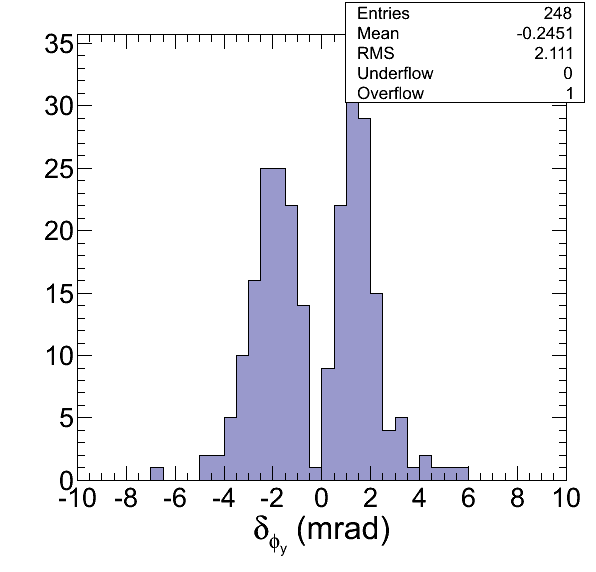 Entries 248
Mean -0.2451
RMS 2.111
Underflow 0
Overflow 1
35
30
25
20
15
10
5
0
-10 -8 -6 -4 -2 0 2 4 6 8 10
δϕy (mrad)